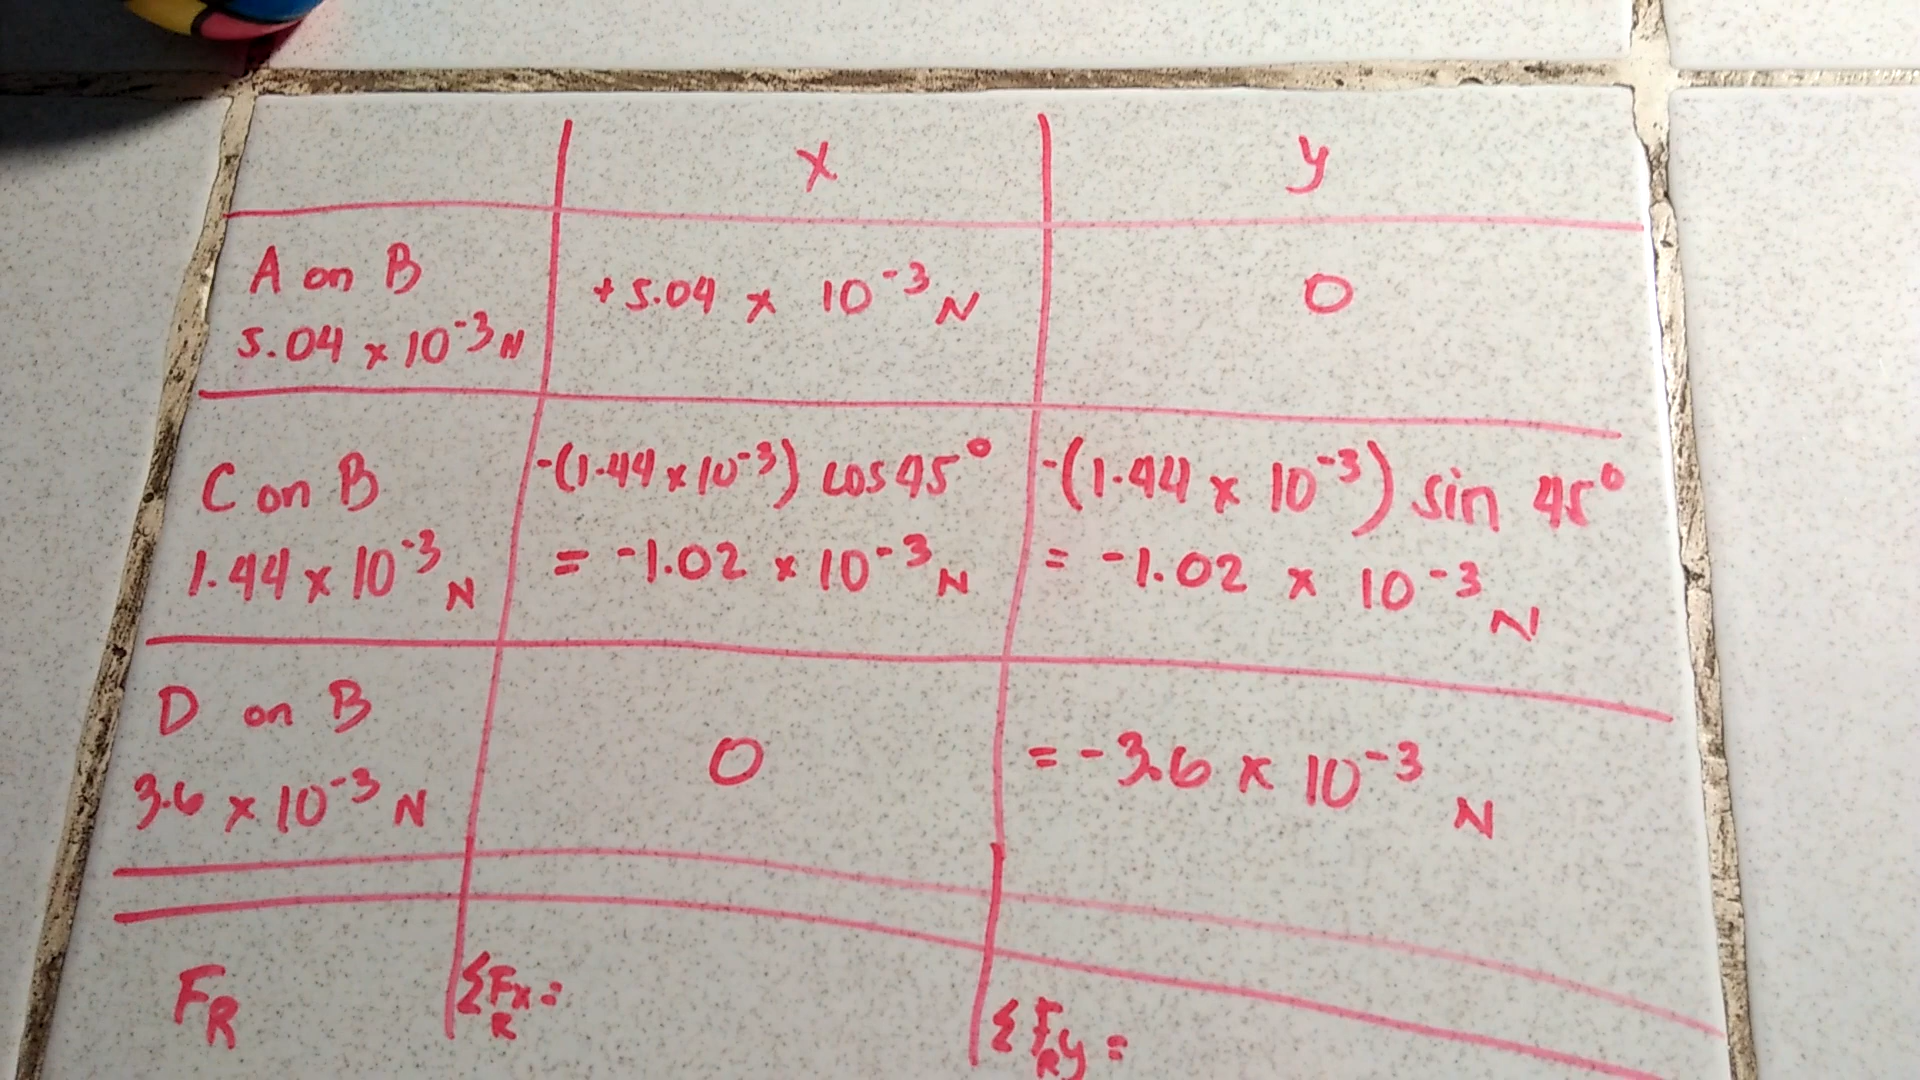 x y
A on B
5.04 x 10⁻³ N
+5.04 x 10⁻³ N
0
C on B
1.44 x 10⁻³ N
-(1.44 x 10⁻³) cos 45°
= -1.02 x 10⁻³ N
-(1.44 x 10⁻³) sin 45°
= -1.02 x 10⁻³ N
D on B
3.6 x 10⁻³ N
0
= -3.6 x 10⁻³ N
F_R
ΣF_Rx =
ΣF_Ry =